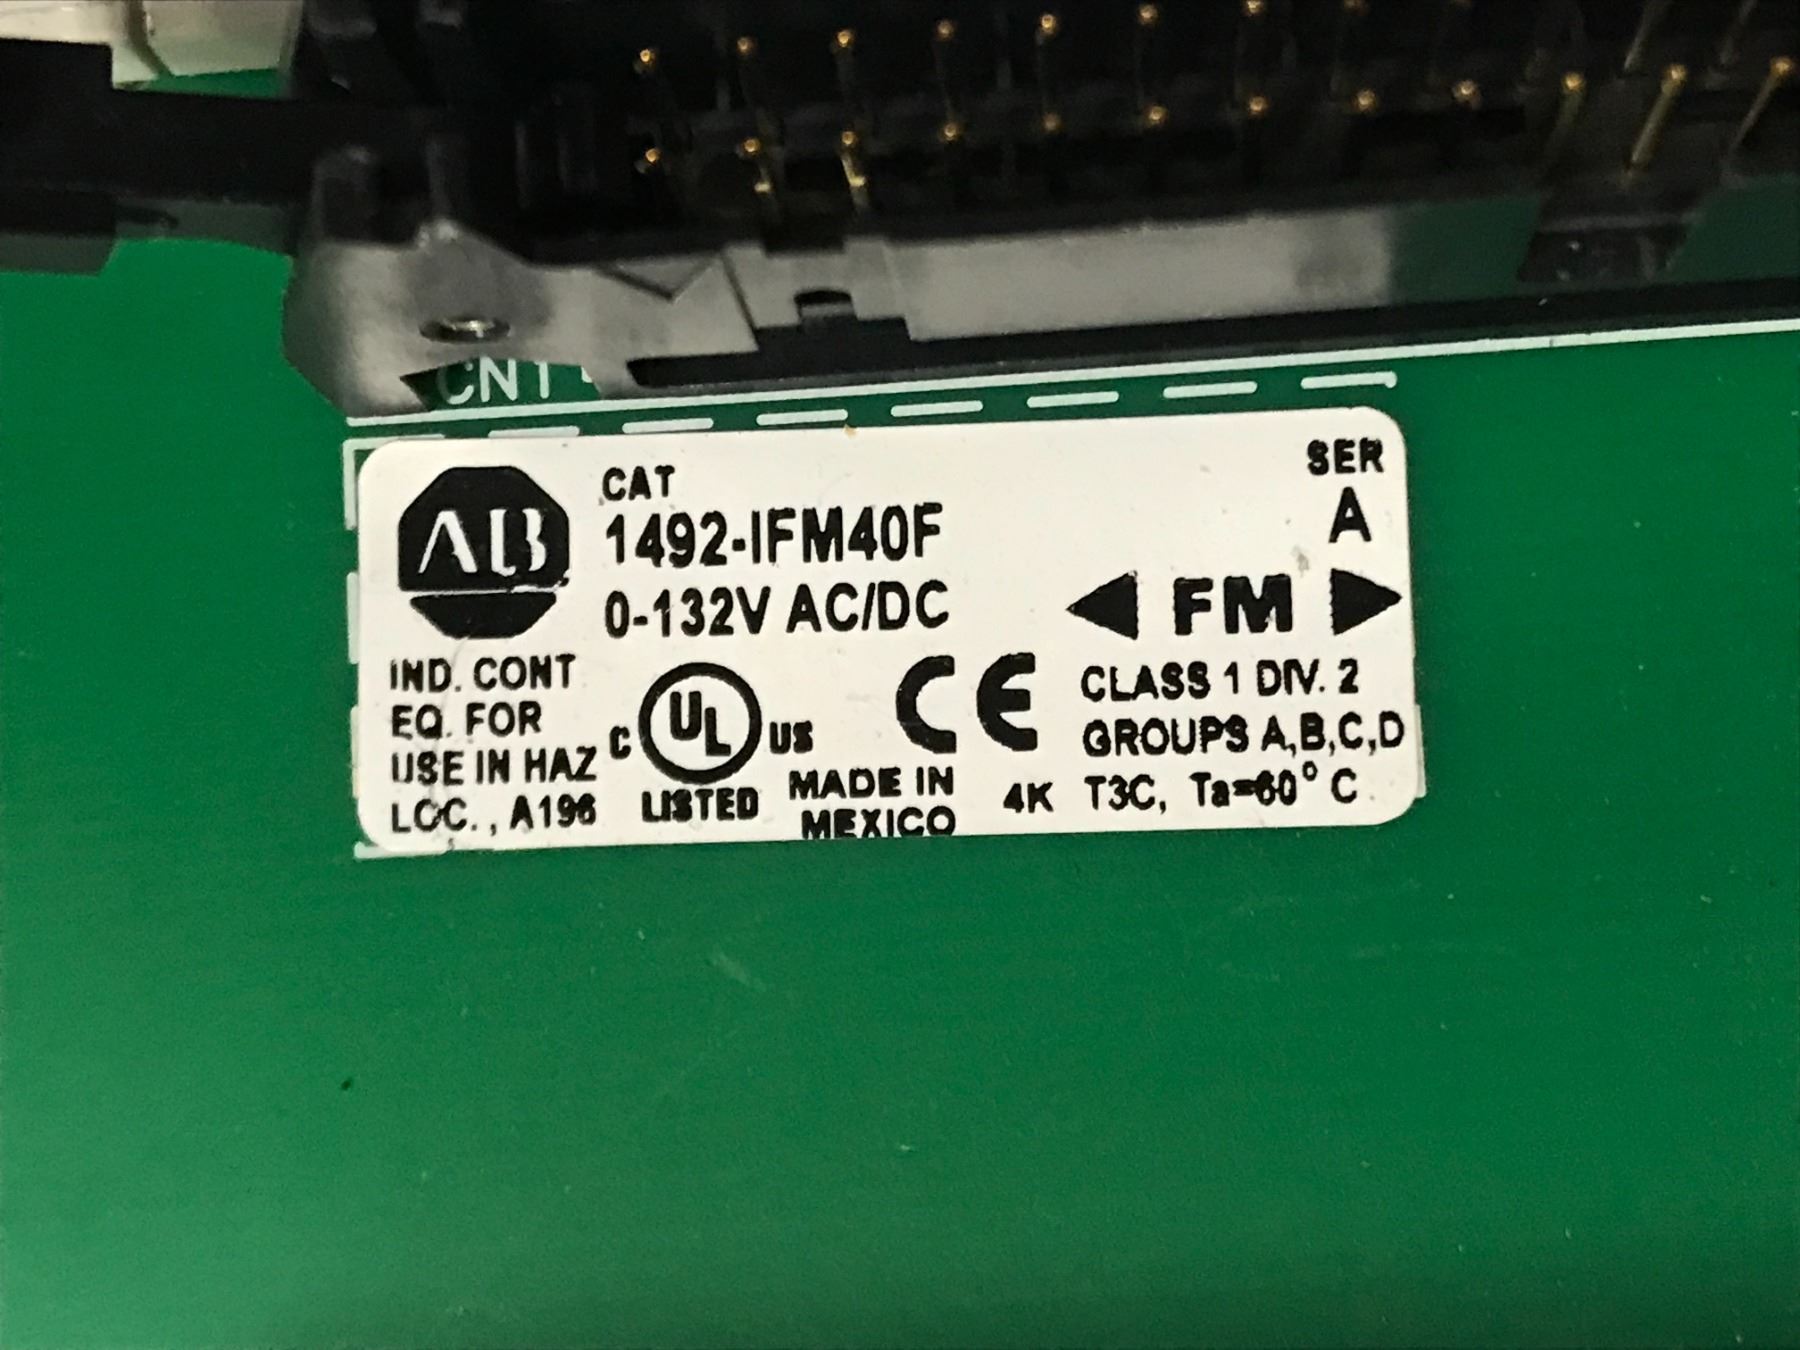 CN1
AB
CAT
SER
1492-IFM40F
A
0-132V AC/DC
FM
IND. CONT
EQ. FOR
USE IN HAZ
LOC., A196
C UL US
LISTED
CE
MADE IN
MEXICO
CLASS 1 DIV. 2
GROUPS A,B,C,D
4K T3C, Ta=60° C